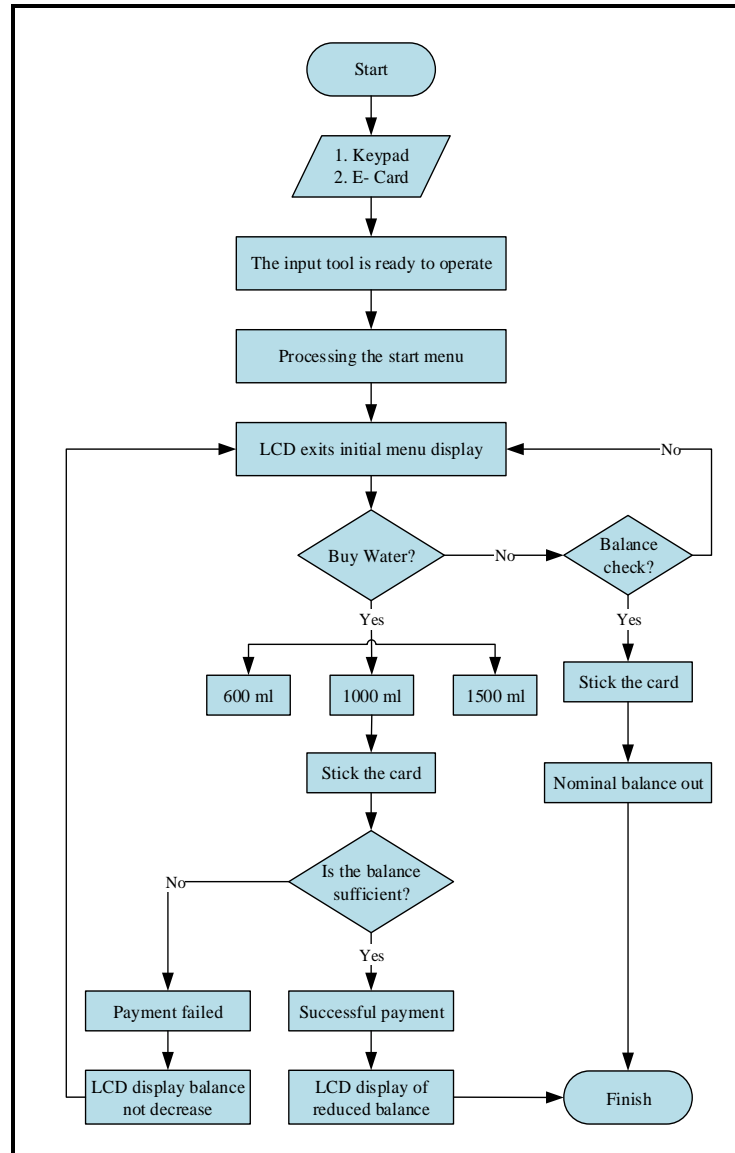 Start
1. Keypad
2. E- Card
The input tool is ready to operate
Processing the start menu
LCD exits initial menu display
No
Buy Water?
No
Balance
check?
Yes
Yes
600 ml
1000 ml
1500 ml
Stick the card
Stick the card
Nominal balance out
Is the balance
sufficient?
No
Yes
Payment failed
Successful payment
LCD display balance
not decrease
LCD display of
reduced balance
Finish